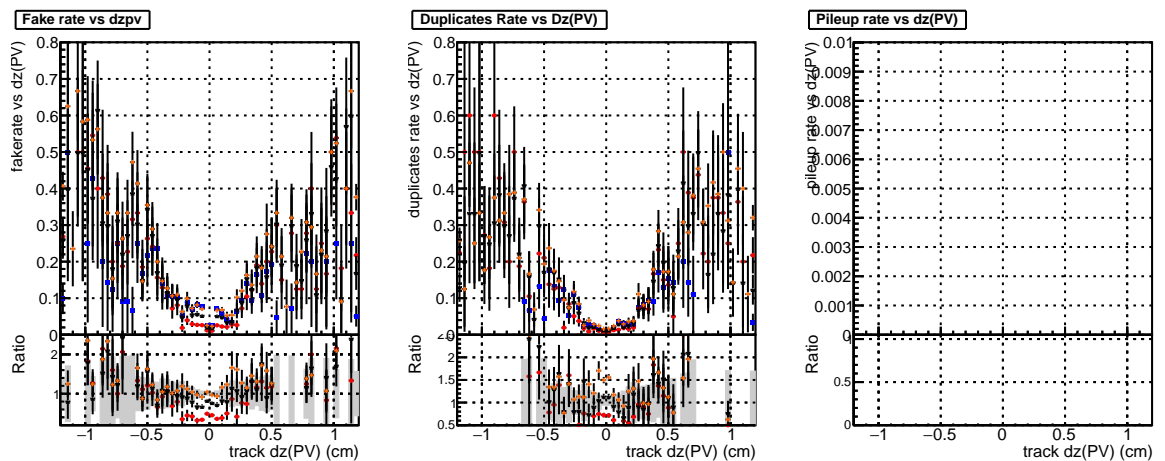 Fake rate vs dzpv
fakerate vs dz(PV)
0.8
0.7
0.6
0.5
0.4
0.3
0.2
0.1
0
Ratio
2
1
−1 −0.5 0 0.5 1
track dz(PV) (cm)
Duplicates Rate vs Dz(PV)
duplicates rate vs dz(PV)
0.8
0.7
0.6
0.5
0.4
0.3
0.2
0.1
0
Ratio
2
1.5
1
0.5
−1 −0.5 0 0.5 1
track dz(PV) (cm)
Pileup rate vs dz(PV)
pileup rate vs dz(PV)
0.01
0.009
0.008
0.007
0.006
0.005
0.004
0.003
0.002
0.001
0
Ratio
1
0.5
0
−1 −0.5 0 0.5 1
track dz(PV) (cm)